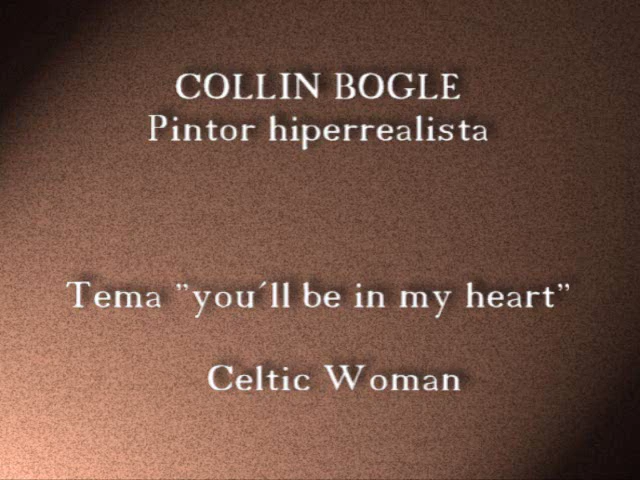 COLLIN BOGLE
Pintor hiperrealista
Tema "you´ll be in my heart"
Celtic Woman